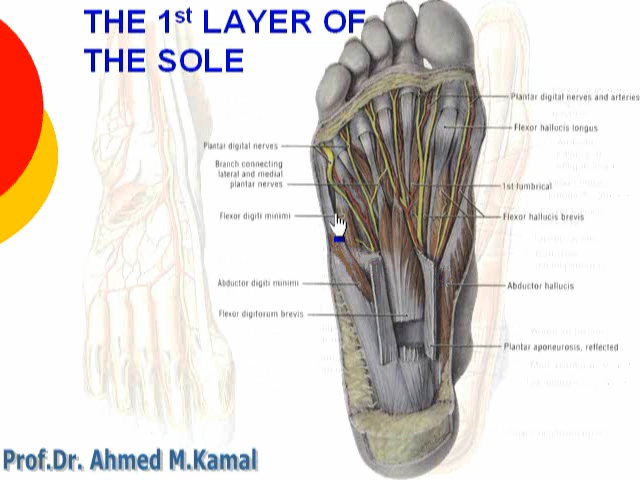 THE 1st LAYER OF
THE SOLE
Plantar digital nerves and arteries
Flexor hallucis longus
Plantar digital nerves
Branch connecting
lateral and medial
plantar nerves
1st lumbrical
Flexor digiti minimi
Flexor hallucis brevis
Abductor digiti minimi
Abductor hallucis
Flexor digitorum brevis
Plantar aponeurosis, reflected
Prof.Dr. Ahmed M.Kamal